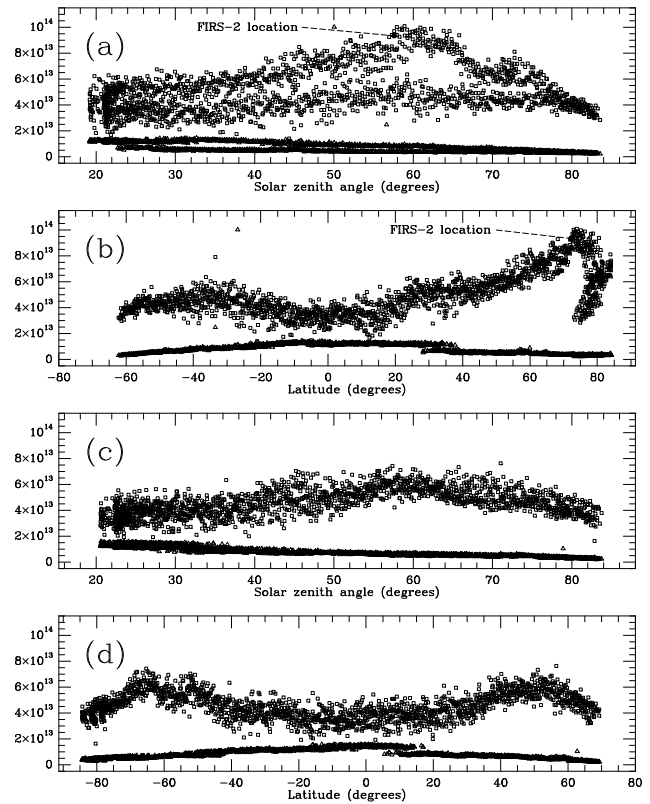 (a)
FIRS-2 location
10¹⁴
8×10¹³
6×10¹³
4×10¹³
2×10¹³
0
20 30 40 50 60 70 80
Solar zenith angle (degrees)
(b)
FIRS-2 location
10¹⁴
8×10¹³
6×10¹³
4×10¹³
2×10¹³
0
−80 −60 −40 −20 0 20 40 60 80
Latitude (degrees)
(c)
10¹⁴
8×10¹³
6×10¹³
4×10¹³
2×10¹³
0
20 30 40 50 60 70 80
Solar zenith angle (degrees)
(d)
10¹⁴
8×10¹³
6×10¹³
4×10¹³
2×10¹³
0
−80 −60 −40 −20 0 20 40 60 80
Latitude (degrees)